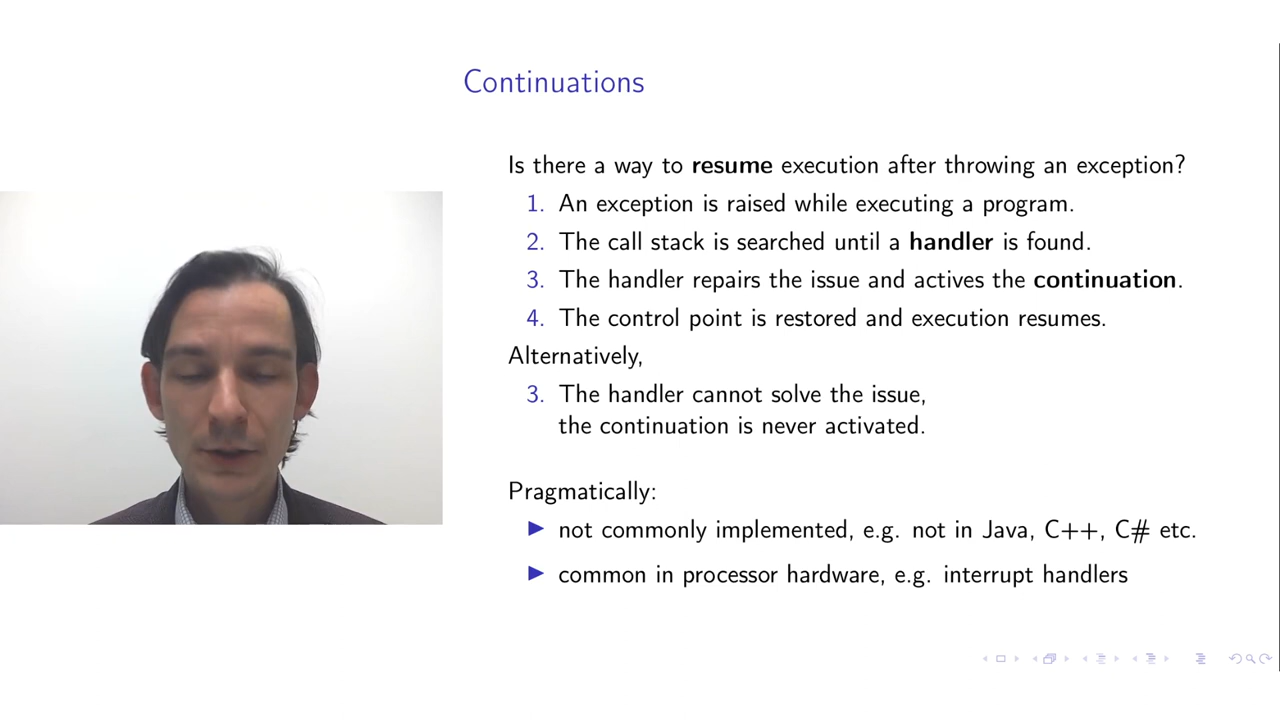 Continuations
Is there a way to resume execution after throwing an exception?
1. An exception is raised while executing a program.
2. The call stack is searched until a handler is found.
3. The handler repairs the issue and actives the continuation.
4. The control point is restored and execution resumes.
Alternatively,
3. The handler cannot solve the issue,
the continuation is never activated.
Pragmatically:
▶ not commonly implemented, e.g. not in Java, C++, C# etc.
▶ common in processor hardware, e.g. interrupt handlers